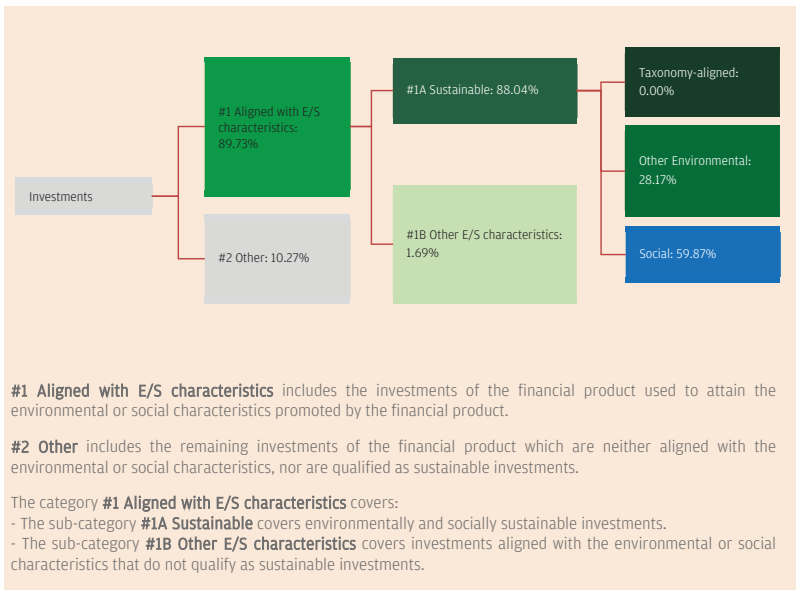 Investments
#1 Aligned with E/S
characteristics:
89.73%
#2 Other: 10.27%
#1A Sustainable: 88.04%
#1B Other E/S characteristics:
1.69%
Taxonomy-aligned:
0.00%
Other Environmental:
28.17%
Social: 59.87%
#1 Aligned with E/S characteristics includes the investments of the financial product used to attain the
environmental or social characteristics promoted by the financial product.
#2 Other includes the remaining investments of the financial product which are neither aligned with the
environmental or social characteristics, nor are qualified as sustainable investments.
The category #1 Aligned with E/S characteristics covers:
- The sub-category #1A Sustainable covers environmentally and socially sustainable investments.
- The sub-category #1B Other E/S characteristics covers investments aligned with the environmental or social
characteristics that do not qualify as sustainable investments.